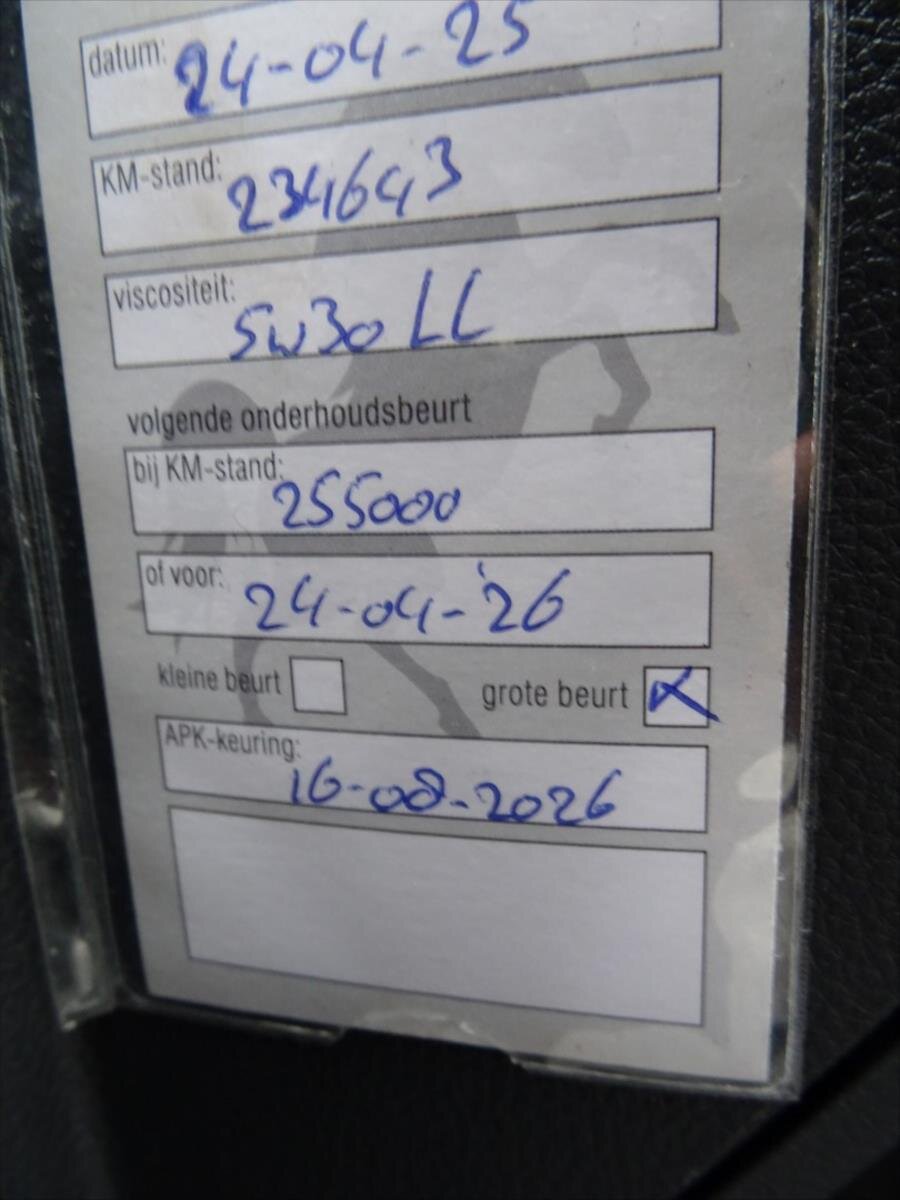 datum: 24-04-25
KM-stand: 234643
viscositeit: 5w30 LL
volgende onderhoudsbeurt
bij KM-stand: 255000
of voor: 24-04-'26
kleine beurt grote beurt
APK-keuring: 16-08-2026